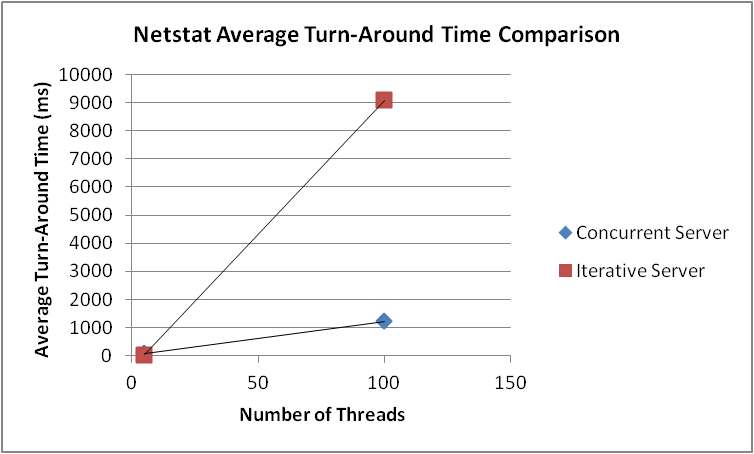 Netstat Average Turn-Around Time Comparison
Average Turn-Around Time (ms)
10000
9000
8000
7000
6000
5000
4000
3000
2000
1000
0
0 50 100 150
Number of Threads
Concurrent Server
Iterative Server